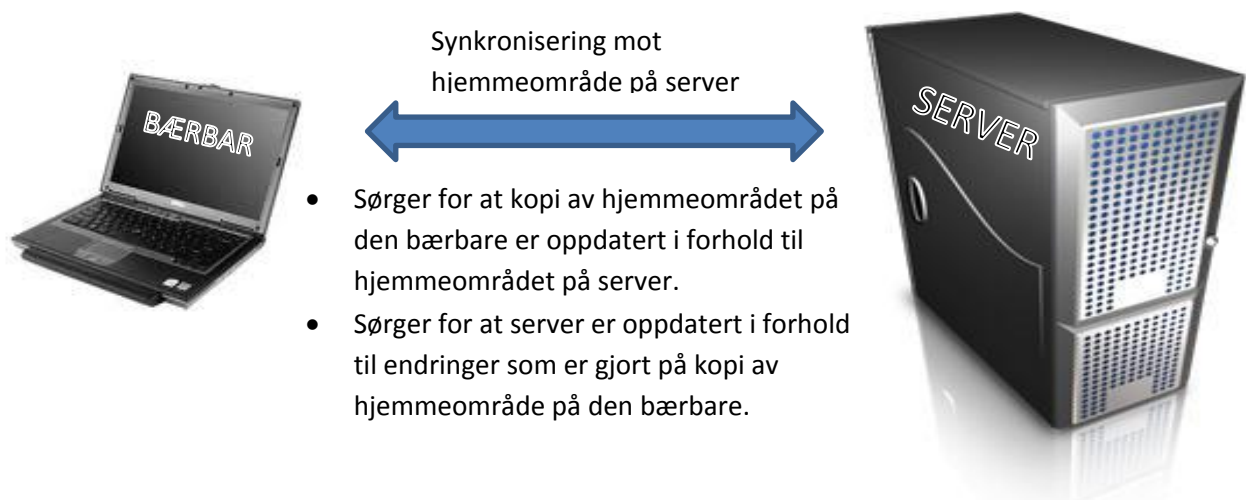 Synkronisering mot
hjemmeområde på server
BÆRBAR
SERVER
• Sørger for at kopi av hjemmeområdet på
den bærbare er oppdatert i forhold til
hjemmeområdet på server.
• Sørger for at server er oppdatert i forhold
til endringer som er gjort på kopi av
hjemmeområde på den bærbare.